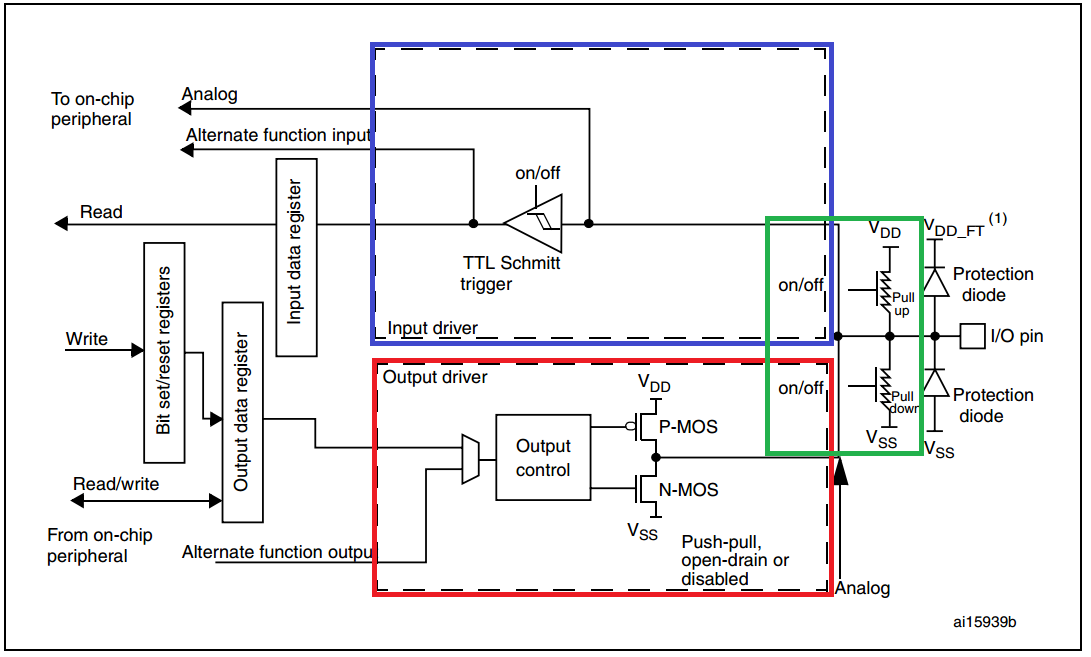 To on-chip
peripheral
Analog
Alternate function input
Read
on/off
TTL Schmitt
trigger
Input data register
Input driver
Bit set/reset registers
Write
Output data register
Read/write
From on-chip
peripheral
Alternate function outpu
Output driver
Output
control
VDD
P-MOS
N-MOS
VSS
Push-pull,
open-drain or
disabled
on/off
on/off
VDD
Pull
up
Pull
down
VSS
VDD_FT (1)
Protection
diode
I/O pin
Protection
diode
VSS
Analog
ai15939b